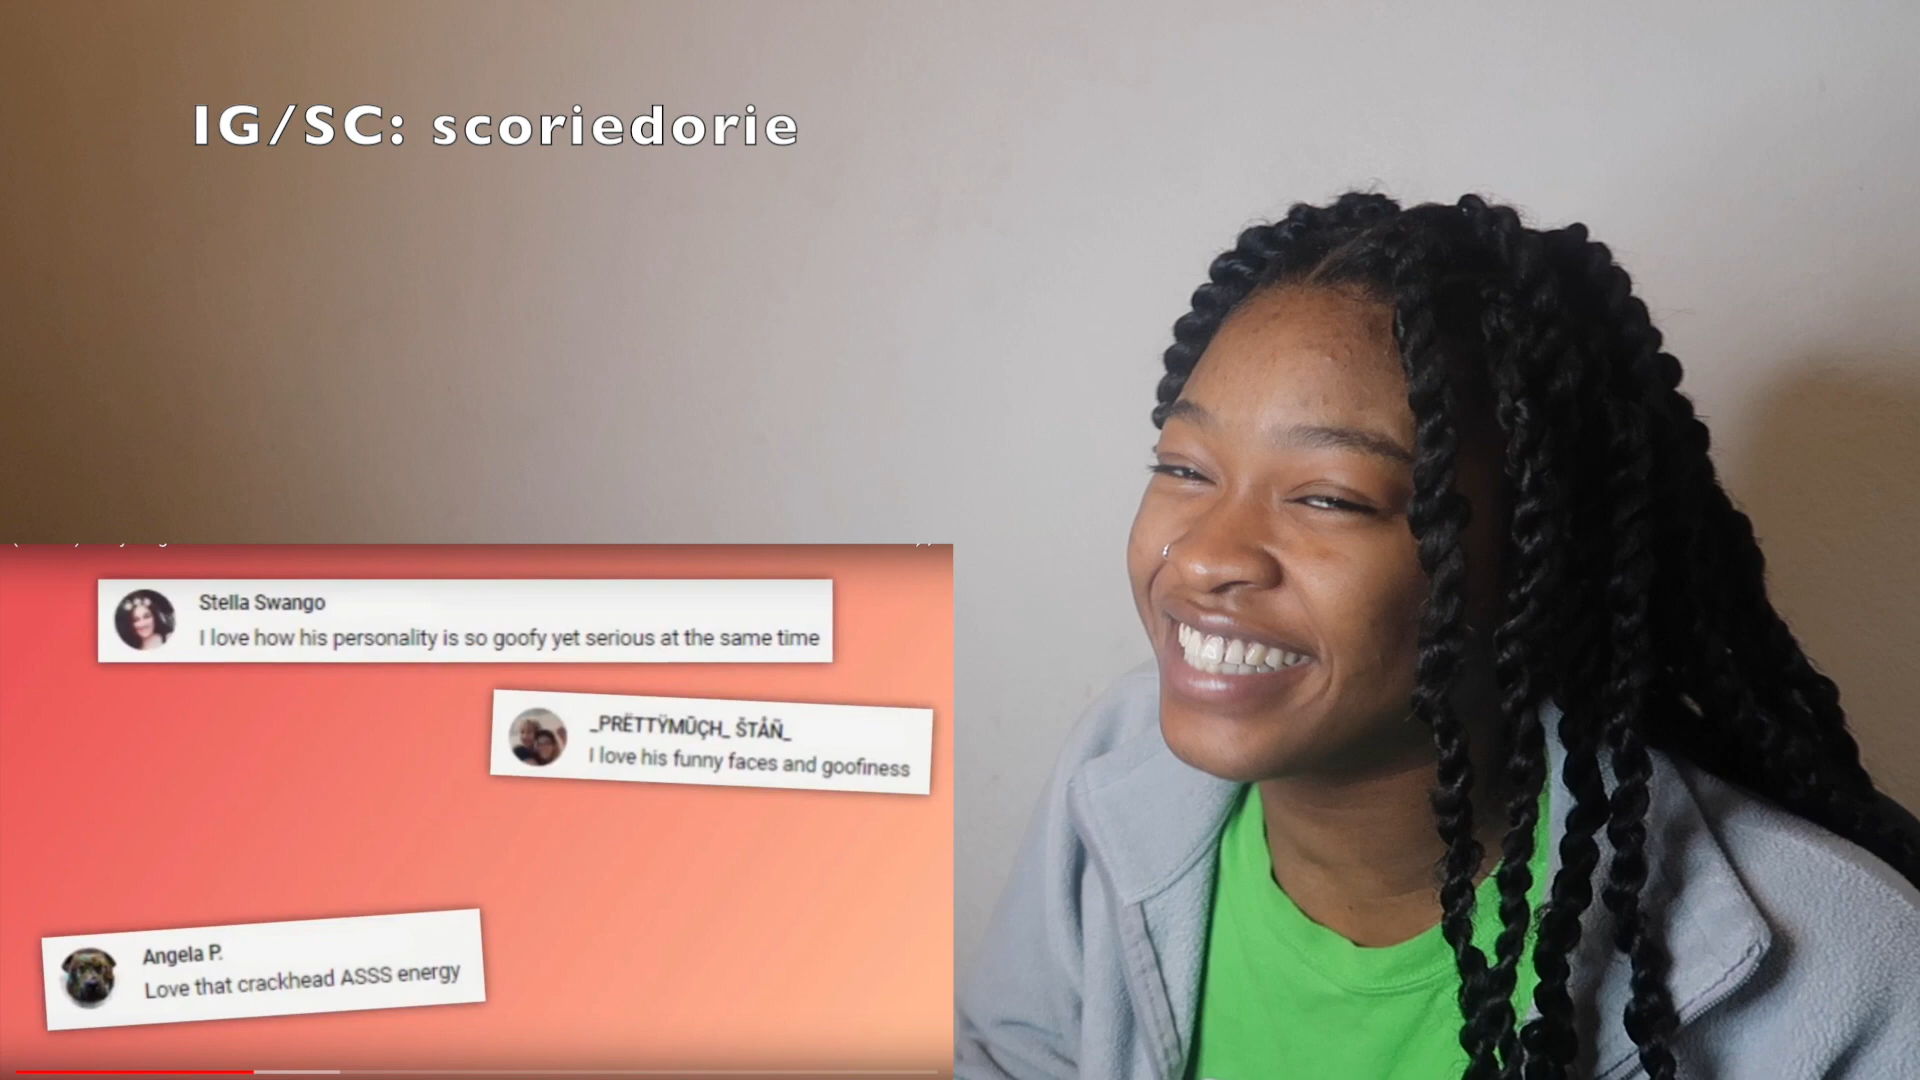 IG/SC: scoriedorie
Stella Swango
I love how his personality is so goofy yet serious at the same time
_PRËTTŸMŪÇH_ ŠTÅÑ_
I love his funny faces and goofiness
Angela P.
Love that crackhead ASSS energy